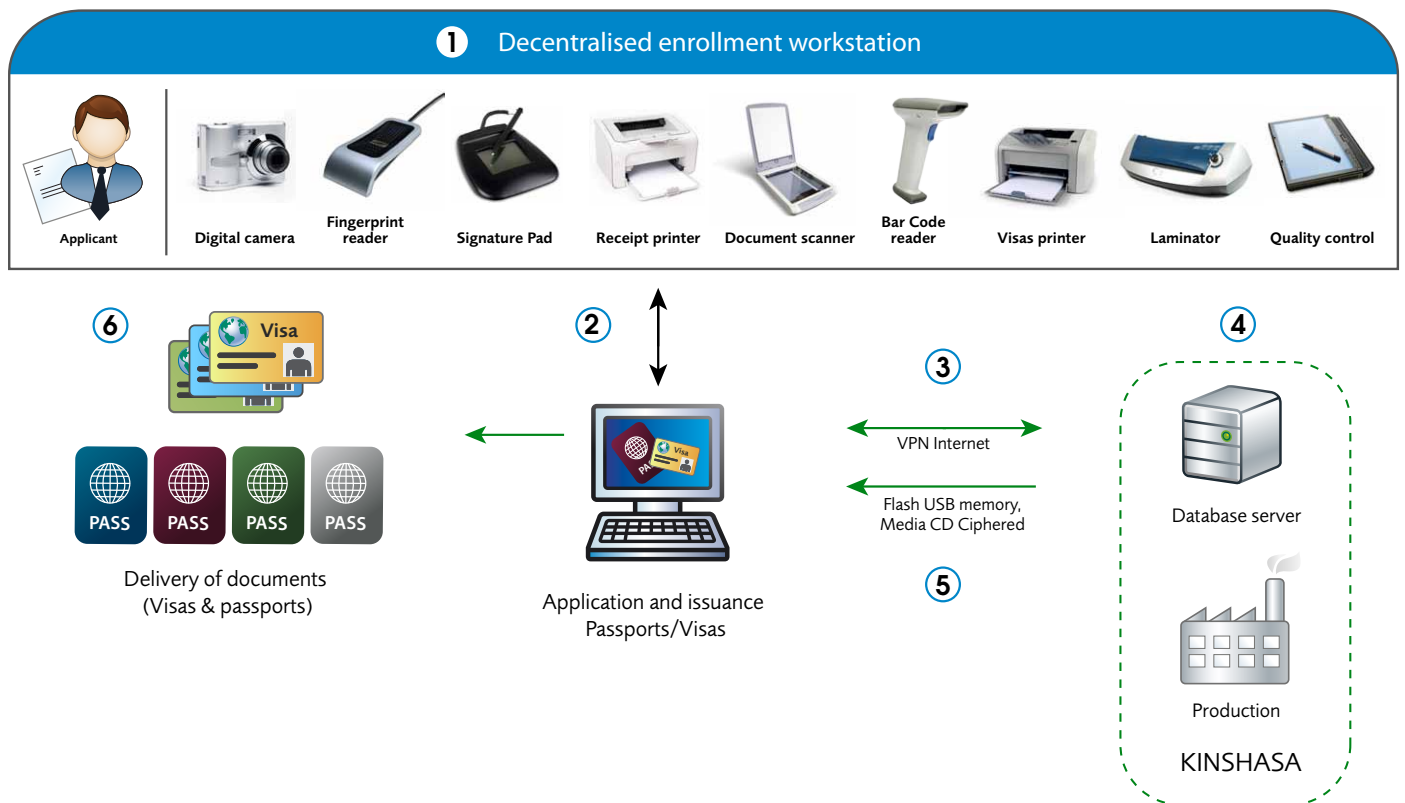 1 Decentralised enrollment workstation
Applicant
Digital camera
Fingerprint
reader
Signature Pad
Receipt printer
Document scanner
Bar Code
reader
Visas printer
Laminator
Quality control
6
Visa
PASS PASS PASS PASS
Delivery of documents
(Visas & passports)
2
Visa
PA
Application and issuance
Passports/Visas
3
VPN Internet
Flash USB memory,
Media CD Ciphered
5
4
Database server
Production
KINSHASA